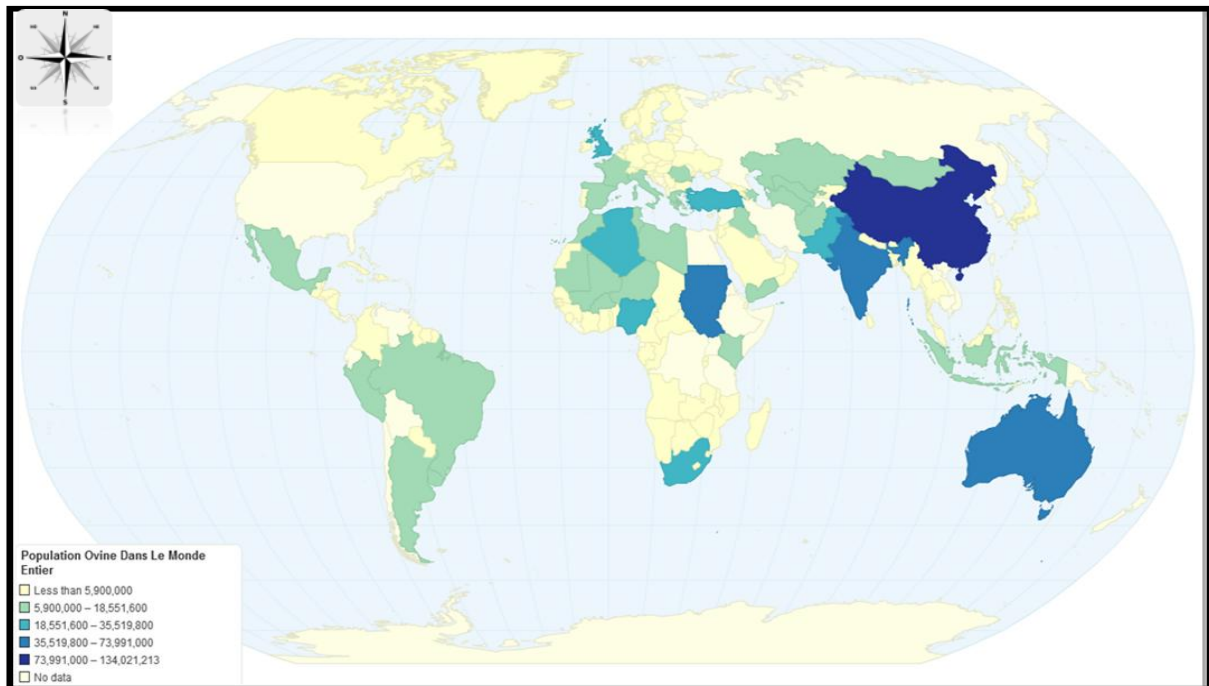 N
O
E
S
Population Ovine Dans Le Monde
Entier
Less than 5,900,000
5,900,000 – 18,551,600
18,551,600 – 35,519,800
35,519,800 – 73,991,000
73,991,000 – 134,021,213
No data